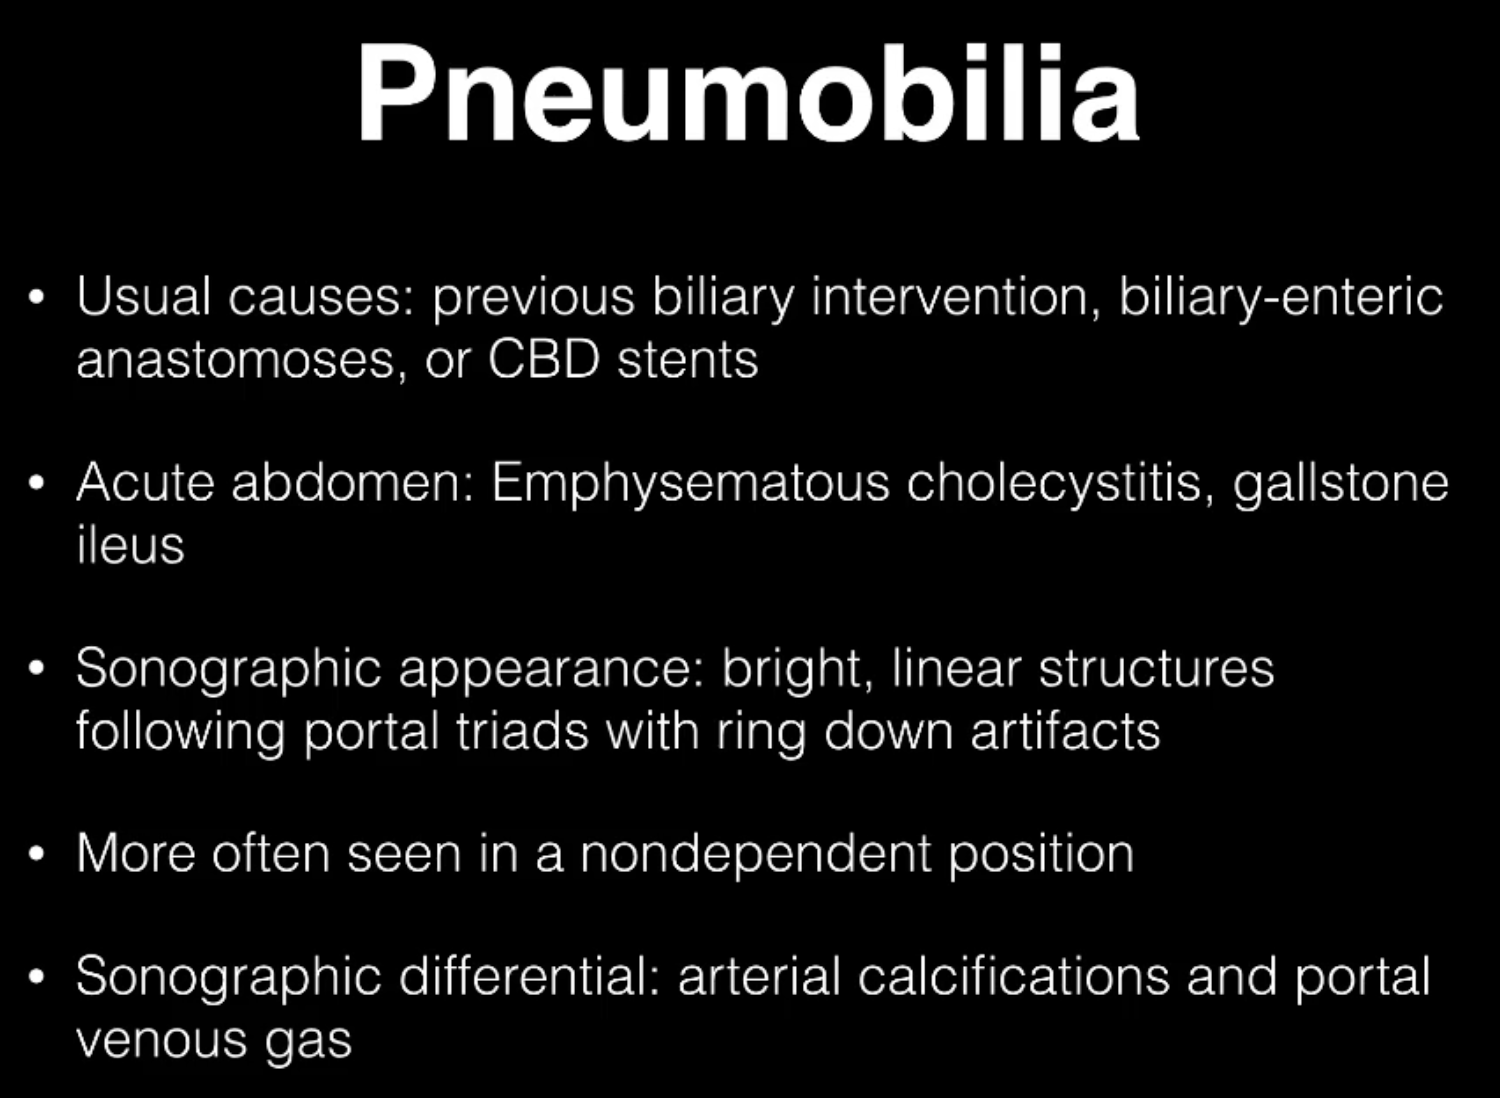 Pneumobilia
• Usual causes: previous biliary intervention, biliary-enteric
anastomoses, or CBD stents
• Acute abdomen: Emphysematous cholecystitis, gallstone
ileus
• Sonographic appearance: bright, linear structures
following portal triads with ring down artifacts
• More often seen in a nondependent position
• Sonographic differential: arterial calcifications and portal
venous gas